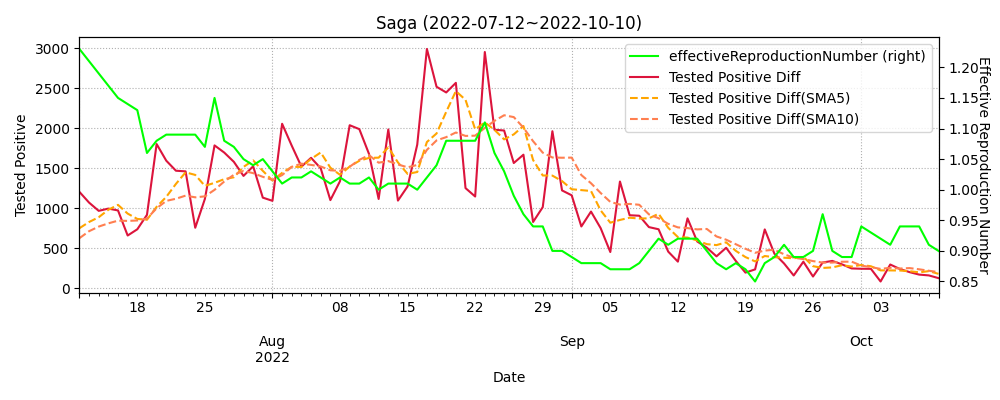 Saga (2022-07-12~2022-10-10)
effectiveReproductionNumber (right)
Tested Positive Diff
Tested Positive Diff(SMA5)
Tested Positive Diff(SMA10)
Tested Positive
3000
2500
2000
1500
1000
500
0
Effective Reproduction Number
1.20
1.15
1.10
1.05
1.00
0.95
0.90
0.85
18 25 08 15 22 29 05 12 19 26 03
Aug Sep Oct
2022
Date